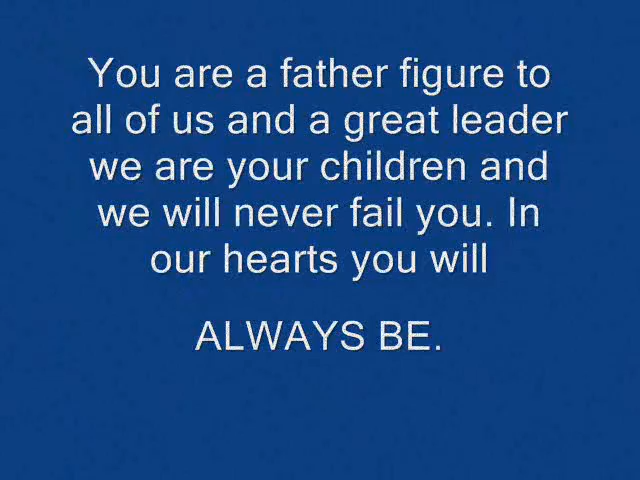 You are a father figure to
all of us and a great leader
we are your children and
we will never fail you. In
our hearts you will
ALWAYS BE.